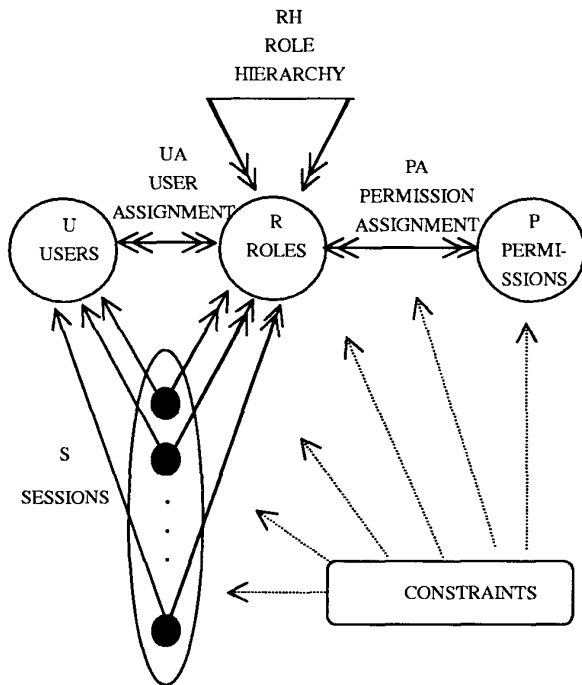 RH
ROLE
HIERARCHY
UA
USER
ASSIGNMENT
PA
PERMISSION
ASSIGNMENT
U
USERS
R
ROLES
P
PERMI-
SSIONS
S
SESSIONS
CONSTRAINTS